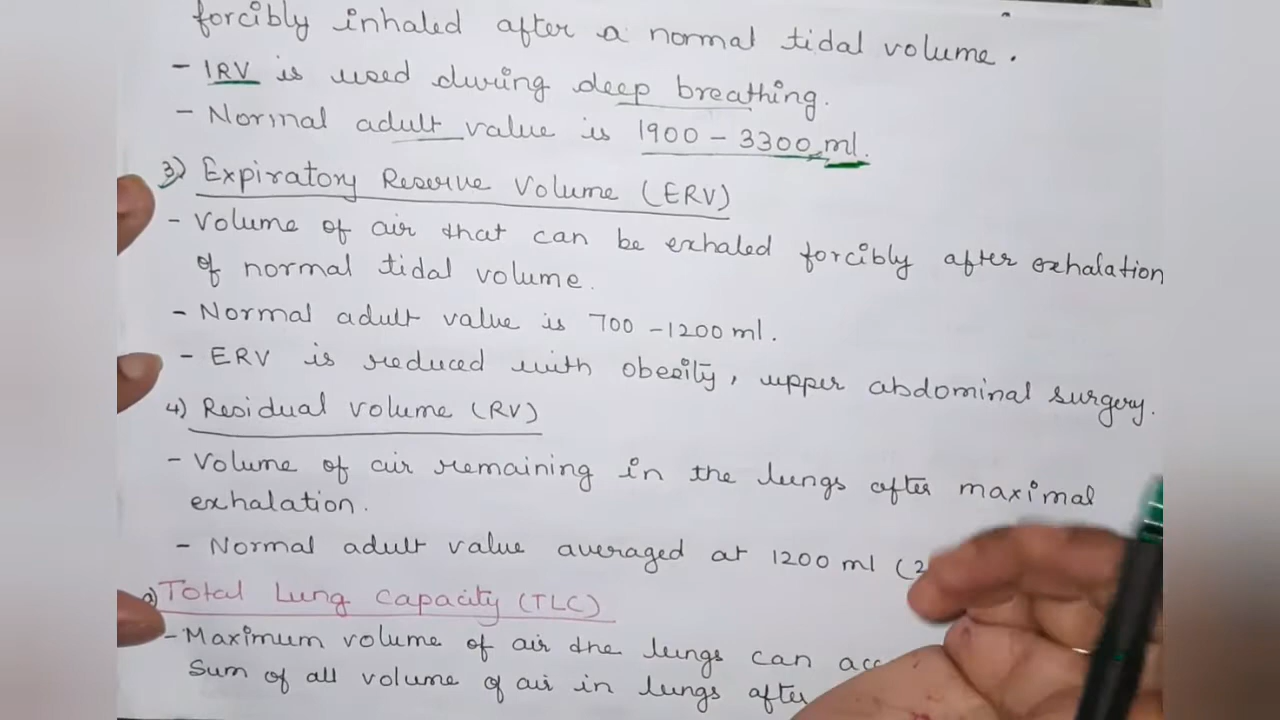 forcibly inhaled after a normal tidal volume.
- IRV is used during deep breathing.
- Normal adult value is 1900 - 3300 ml.
3) Expiratory Reserve Volume (ERV)
- Volume of air that can be exhaled forcibly after exhalation
of normal tidal volume.
- Normal adult value is 700 - 1200 ml.
- ERV is reduced with obesity, upper abdominal surgery.
4) Residual Volume (RV)
- Volume of air remaining in the lungs after maximal
exhalation.
- Normal adult value averaged at 1200 ml (2
a) Total Lung Capacity (TLC)
- Maximum volume of air the lungs can acc
Sum of all volume of air in lungs after